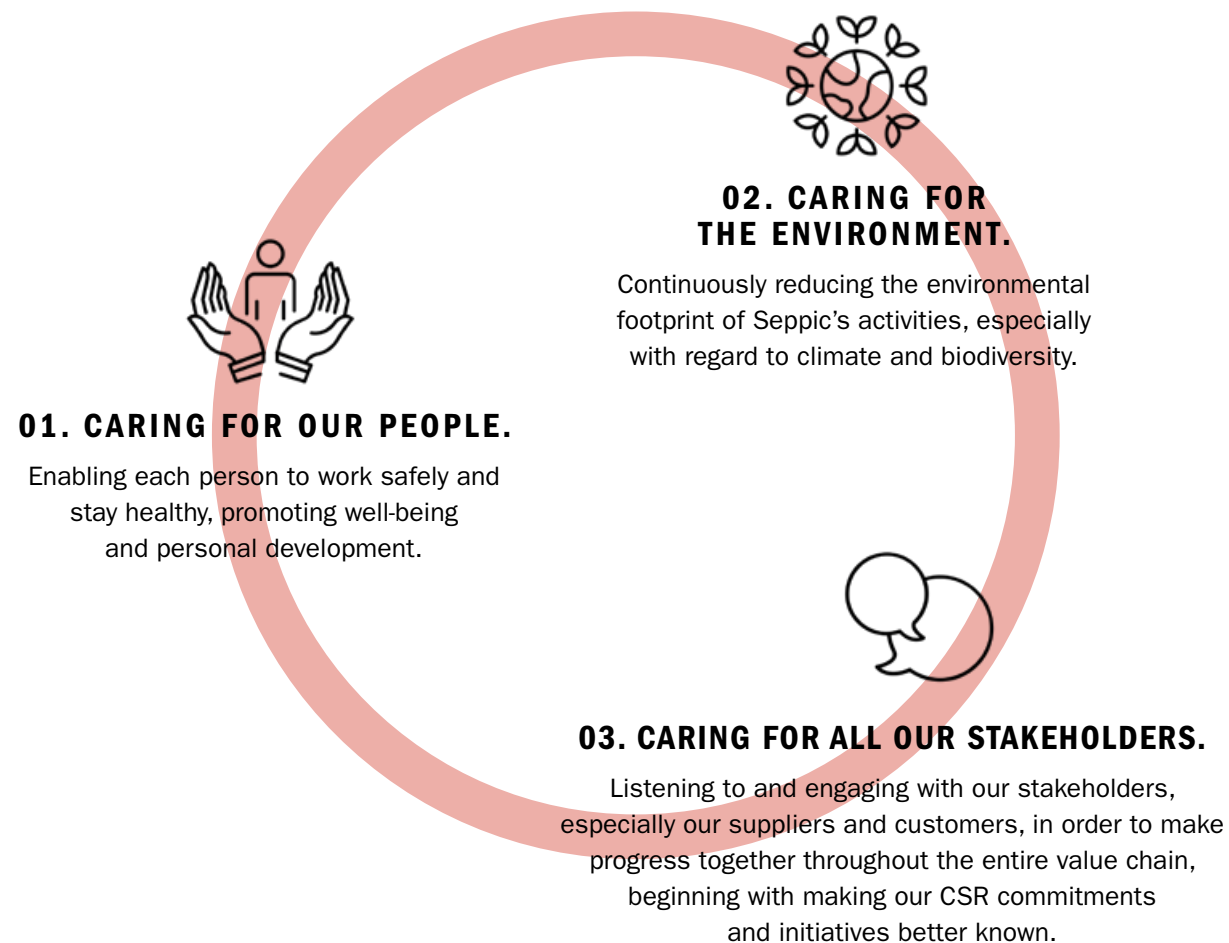 01. CARING FOR OUR PEOPLE.
Enabling each person to work safely and
stay healthy, promoting well-being
and personal development.
02. CARING FOR
THE ENVIRONMENT.
Continuously reducing the environmental
footprint of Seppic’s activities, especially
with regard to climate and biodiversity.
03. CARING FOR ALL OUR STAKEHOLDERS.
Listening to and engaging with our stakeholders,
especially our suppliers and customers, in order to make
progress together throughout the entire value chain,
beginning with making our CSR commitments
and initiatives better known.